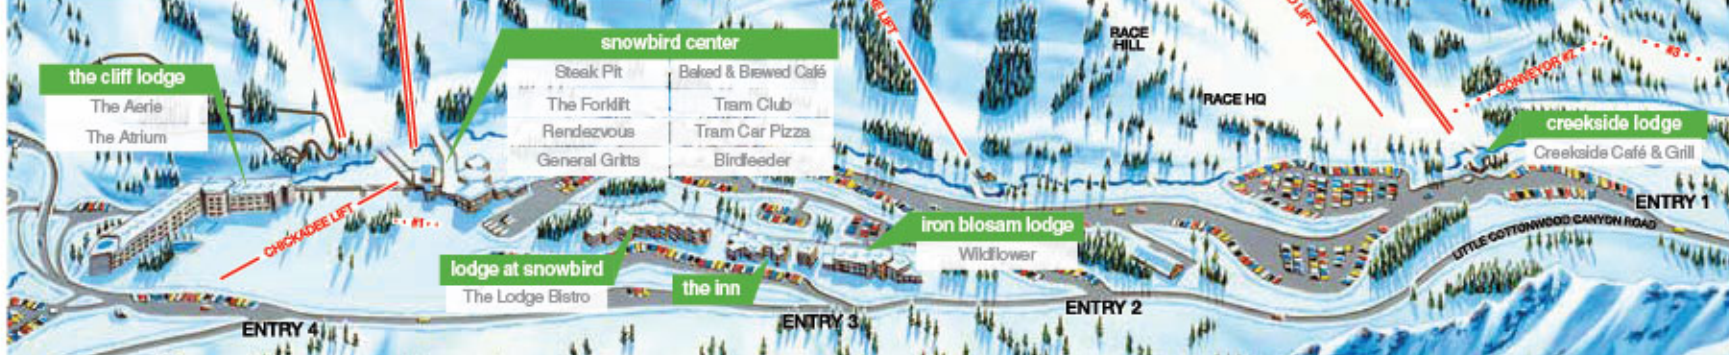 E LIFT
D LIFT
RACE
HILL
snowbird center
Steak Pit
Baked & Brewed Café
The Forklift
Tram Club
Rendezvous
Tram Car Pizza
General Gritts
Birdfeeder
the cliff lodge
The Aerie
The Atrium
RACE HQ
CONVEYOR #2
#3
creekside lodge
Creekside Café & Grill
ENTRY 1
LITTLE COTTONWOOD CANYON ROAD
CHICKADEE LIFT
#1
iron blosam lodge
Wildflower
lodge at snowbird
The Lodge Bistro
the inn
ENTRY 2
ENTRY 3
ENTRY 4